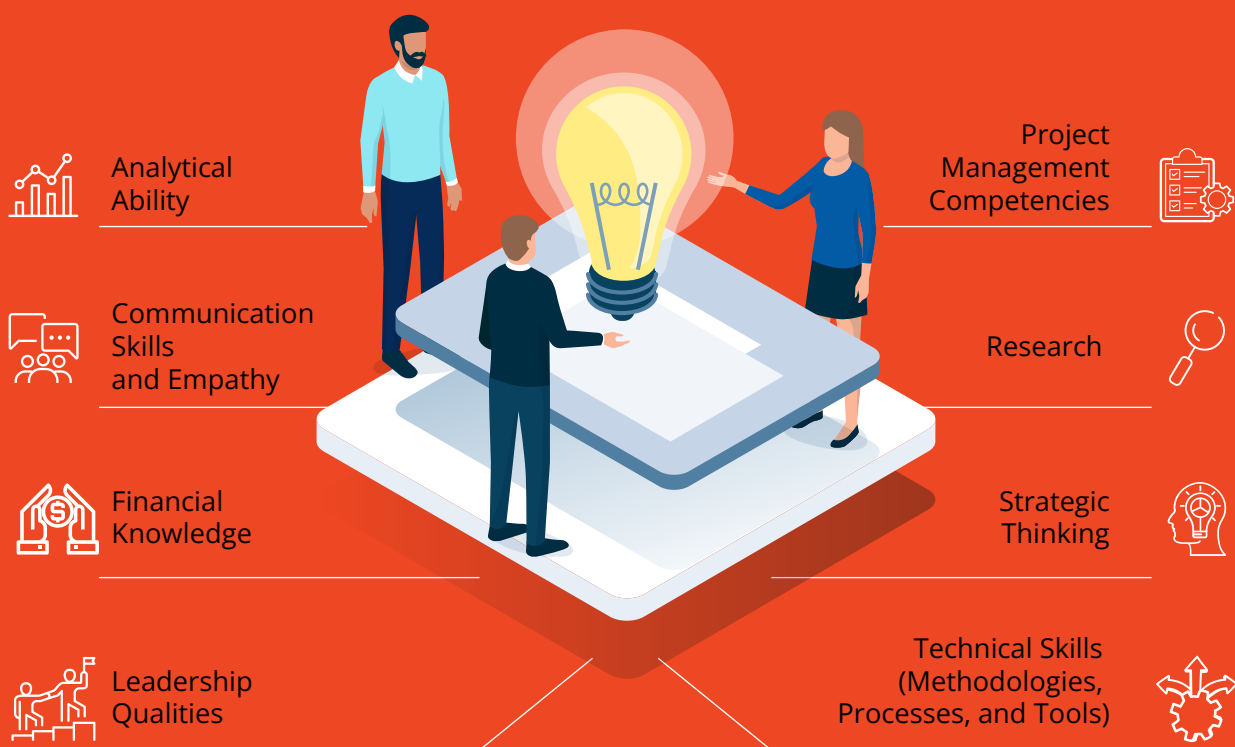 Analytical
Ability
Communication
Skills
and Empathy
Financial
Knowledge
Leadership
Qualities
Project
Management
Competencies
Research
Strategic
Thinking
Technical Skills
(Methodologies,
Processes, and Tools)
$